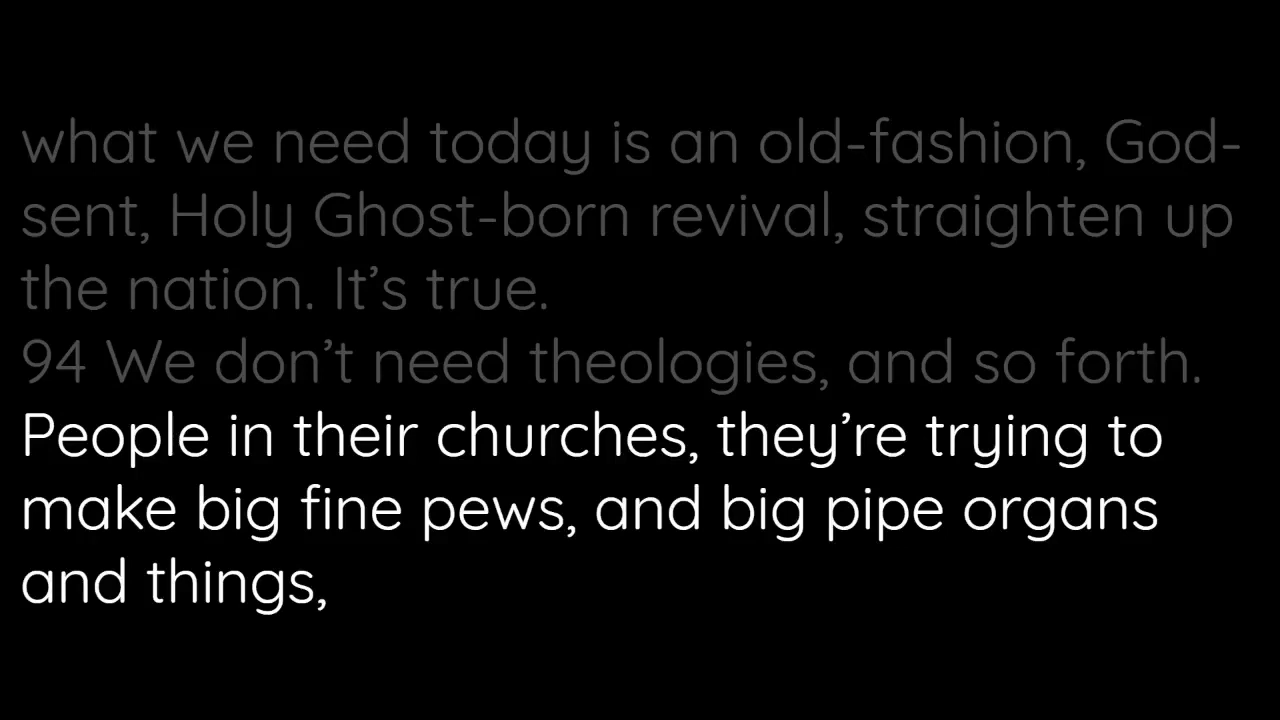 what we need today is an old-fashion, God-
sent, Holy Ghost-born revival, straighten up
the nation. It’s true.
94 We don’t need theologies, and so forth.
People in their churches, they’re trying to
make big fine pews, and big pipe organs
and things,